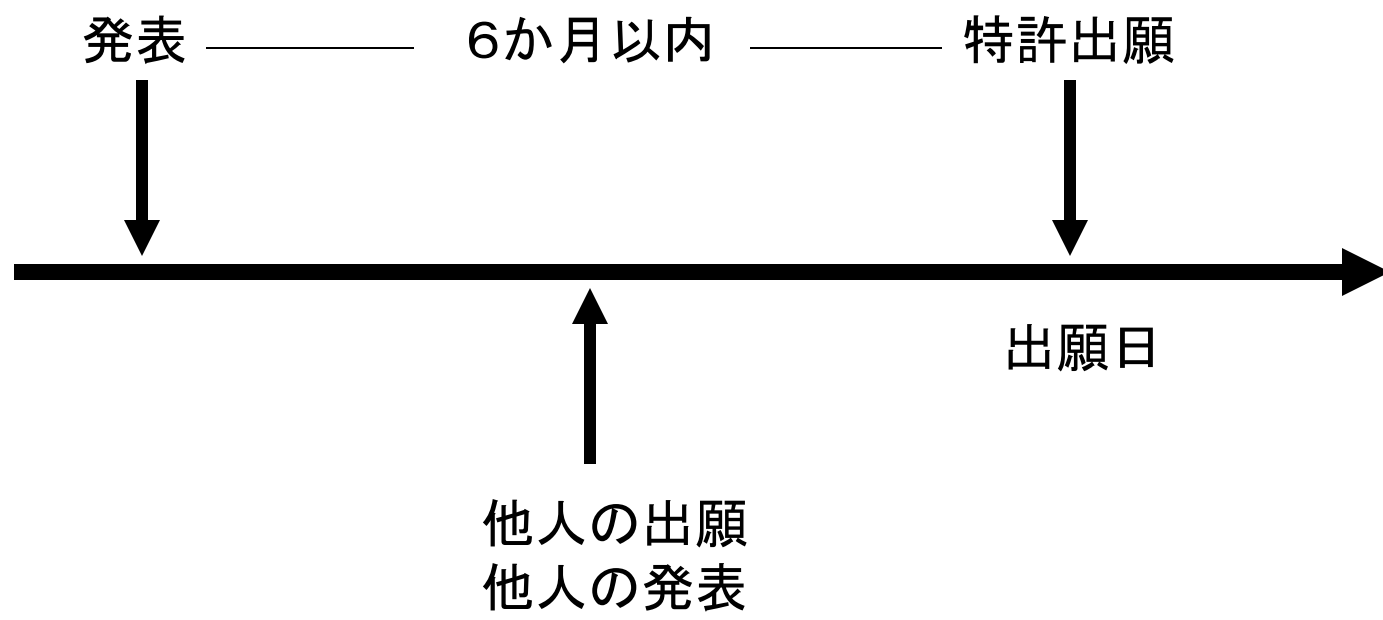 発表
６か月以内
特許出願
出願日
他人の出願
他人の発表